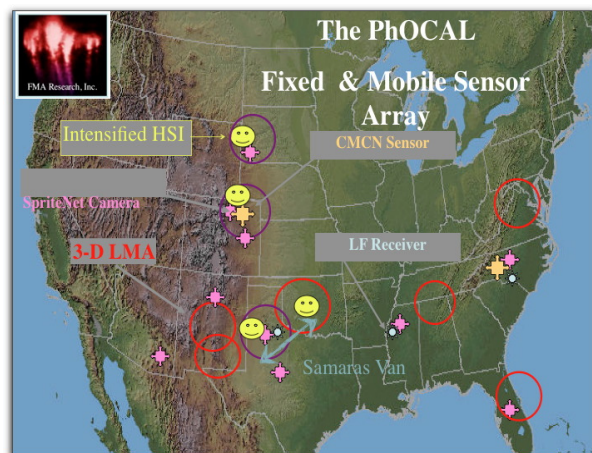 The PhOCAL
Fixed & Mobile Sensor
Array
FMA Research, Inc.
Intensified HSI
CMCN Sensor
SpriteNet Camera
3-D LMA
LF Receiver
Samaras Van